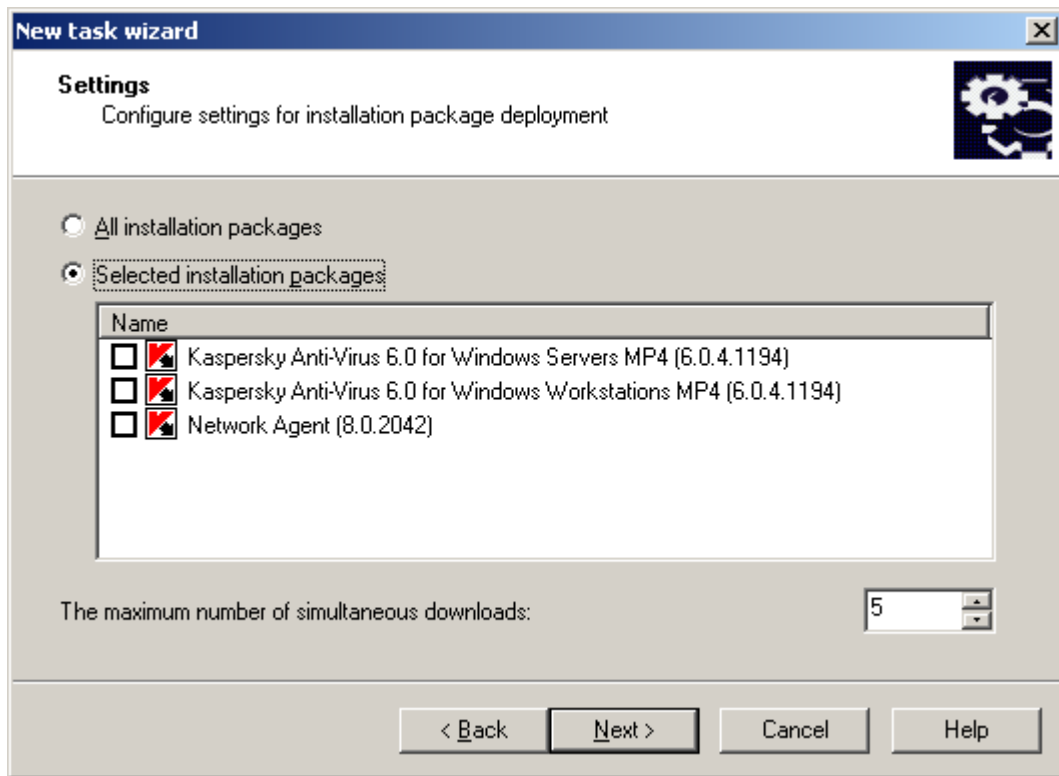 New task wizard
Settings
Configure settings for installation package deployment
All installation packages
Selected installation packages
Name
Kaspersky Anti-Virus 6.0 for Windows Servers MP4 (6.0.4.1194)
Kaspersky Anti-Virus 6.0 for Windows Workstations MP4 (6.0.4.1194)
Network Agent (8.0.2042)
The maximum number of simultaneous downloads: 5
< Back Next > Cancel Help